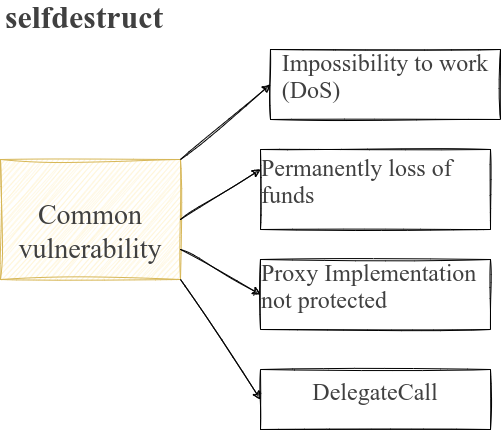 selfdestruct
Impossibility to work
(DoS)
Permanently loss of
funds
Common
vulnerability
Proxy Implementation
not protected
DelegateCall